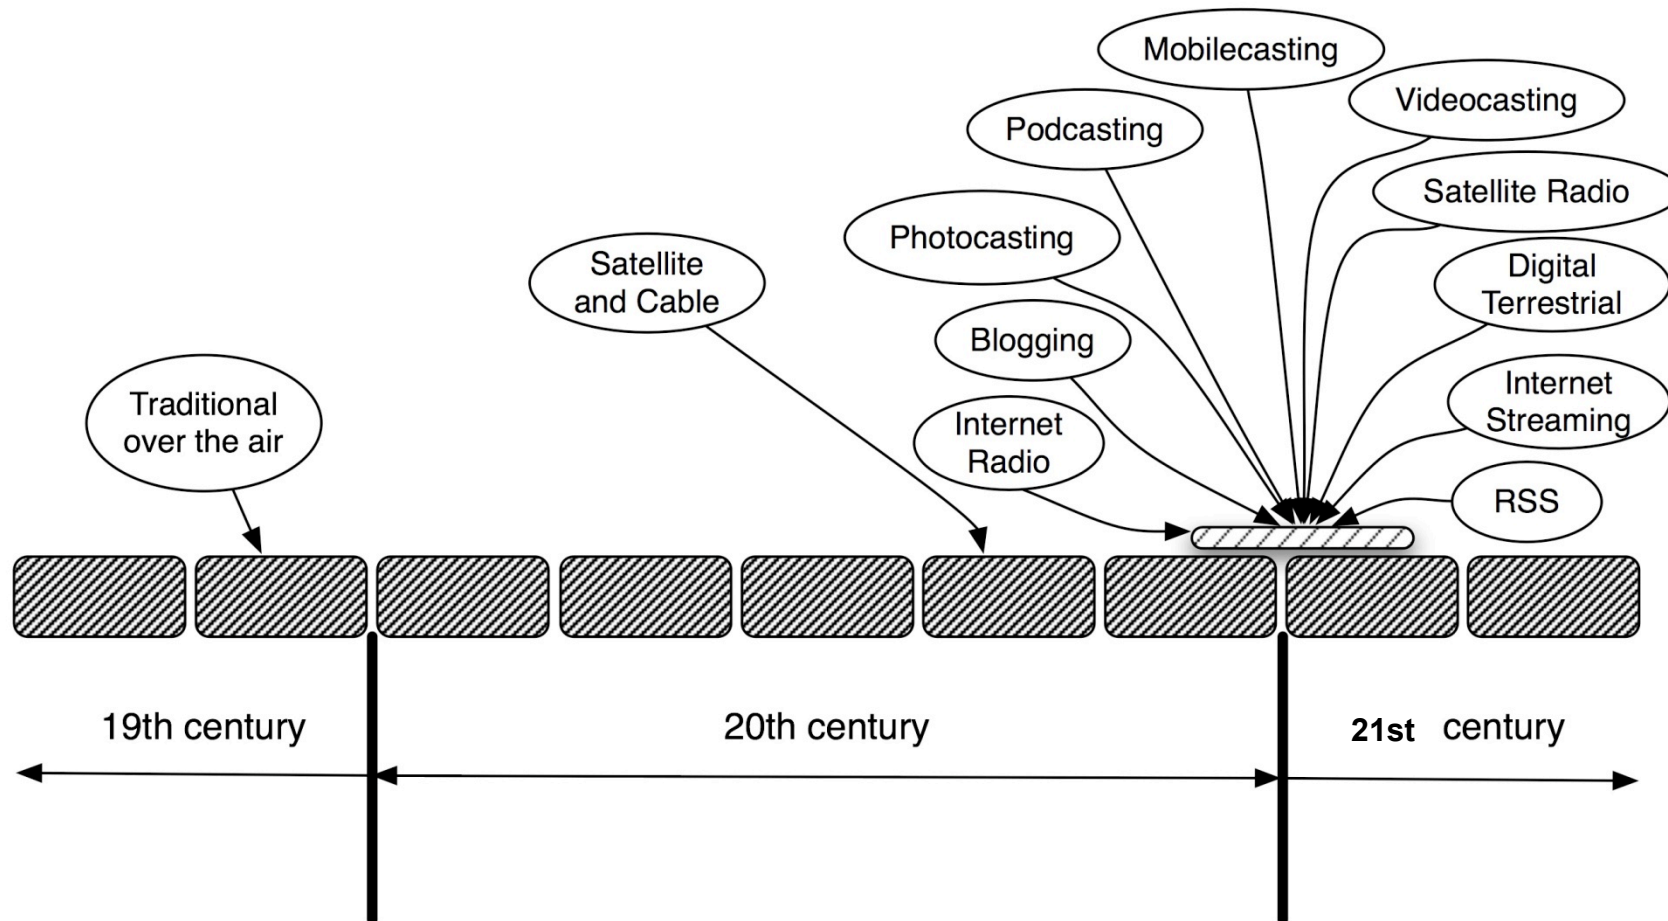 Mobilecasting
Videocasting
Podcasting
Satellite Radio
Photocasting
Satellite
and Cable
Digital
Terrestrial
Blogging
Internet
Streaming
Traditional
over the air
Internet
Radio
RSS
19th century
20th century
21st century